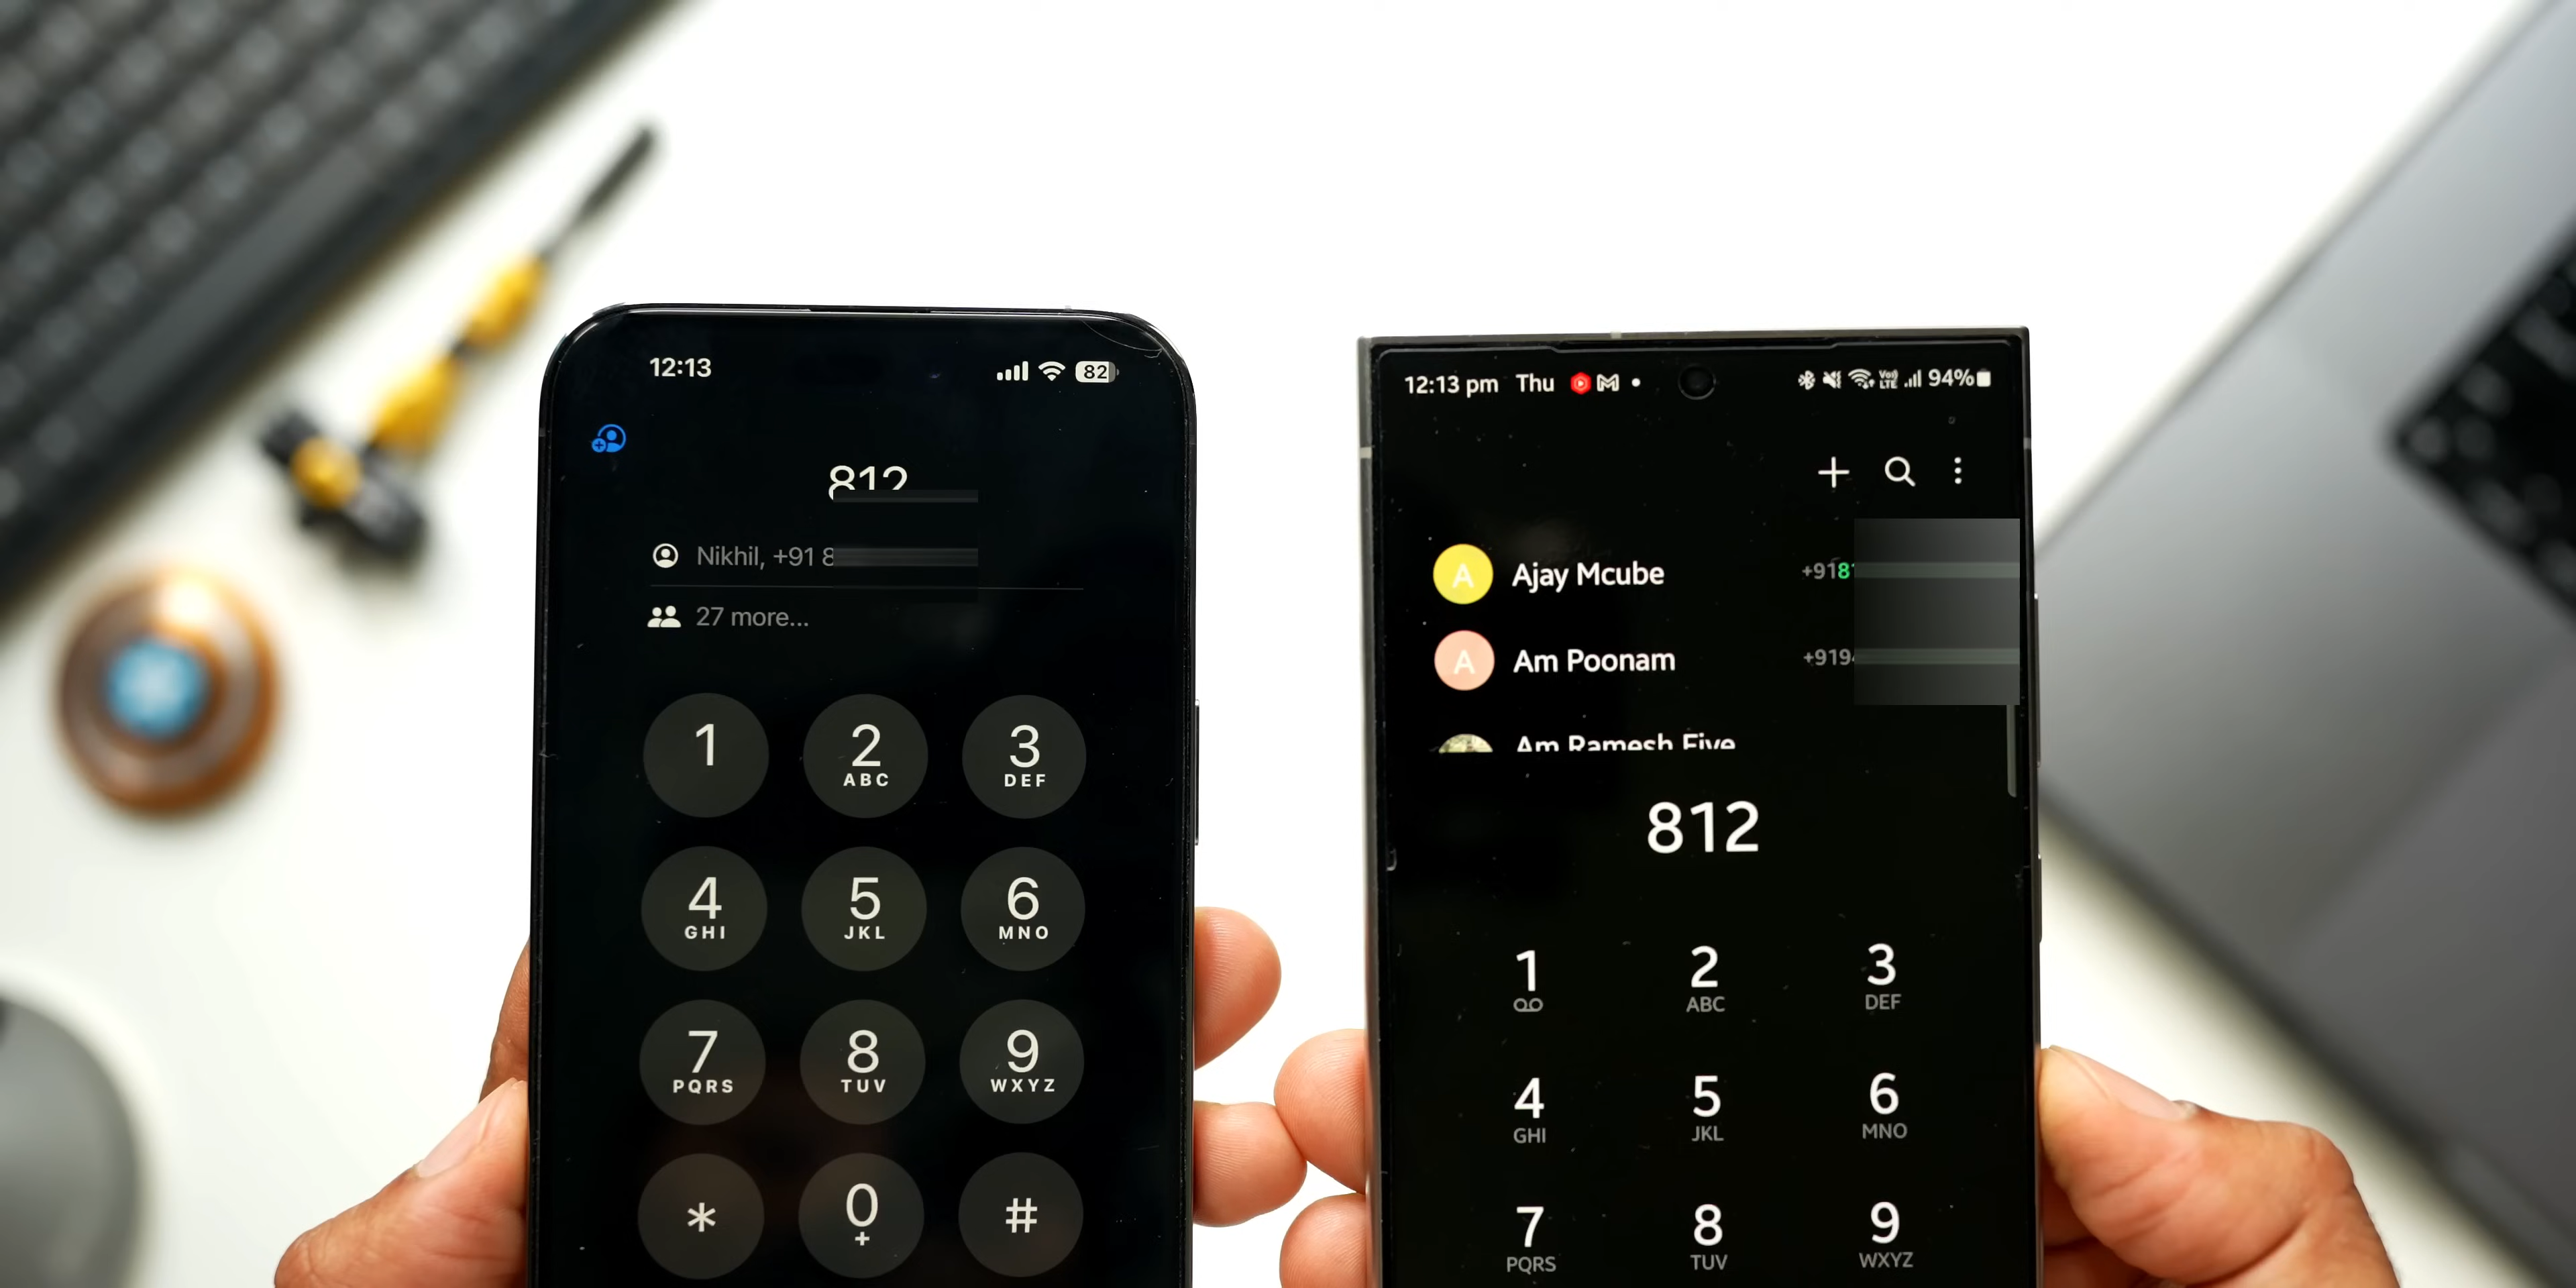 12:13
82
812
Nikhil, +91 8
27 more...
1
2
ABC
3
DEF
4
GHI
5
JKL
6
MNO
7
PQRS
8
TUV
9
WXYZ
*
0
+
#
12:13 pm Thu
Vo) LTE 94%
A Ajay Mcube +918
A Am Poonam +919
Am Ramesh Five
812
1
2
ABC
3
DEF
4
GHI
5
JKL
6
MNO
7
PQRS
8
TUV
9
WXYZ